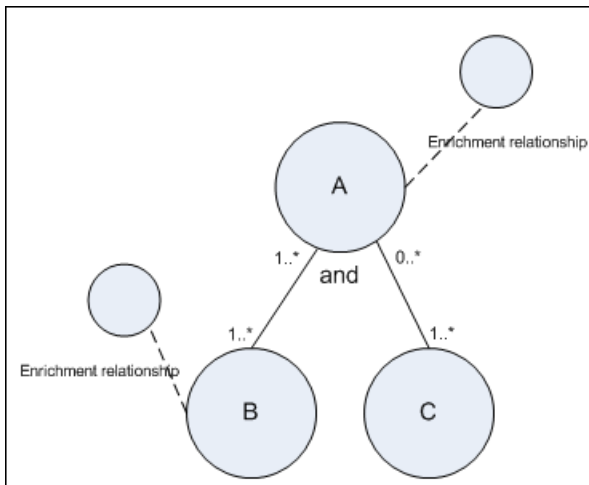 Enrichment relationship
A
1..*
0..*
and
1..*
1..*
Enrichment relationship
B
C